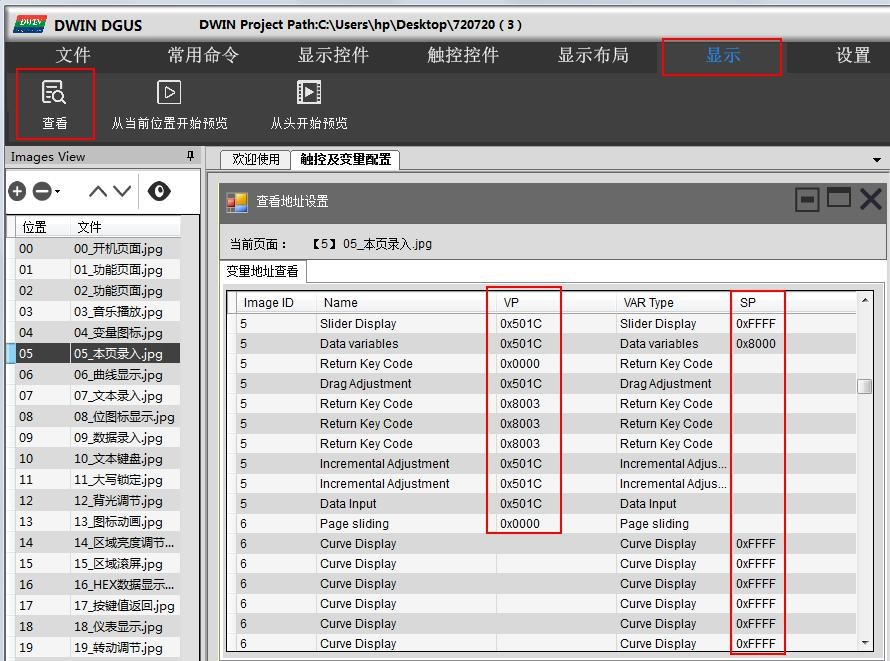 DWIN DWIN DGUS DWIN Project Path:C:\Users\hp\Desktop\720720 ( 3 )
文件 常用命令 显示控件 触控控件 显示布局 显示 设置
查看 从当前位置开始预览 从头开始预览
Images View
欢迎使用 触控及变量配置
查看地址设置
当前页面： 【5】05_本页录入.jpg
变量地址查看
位置 文件
00 00_开机页面.jpg
01 01_功能页面.jpg
02 02_功能页面.jpg
03 03_音乐播放.jpg
04 04_变量图标.jpg
05 05_本页录入.jpg
06 06_曲线显示.jpg
07 07_文本录入.jpg
08 08_位图标显示.jpg
09 09_数据录入.jpg
10 10_文本键盘.jpg
11 11_大写锁定.jpg
12 12_背光调节.jpg
13 13_图标动画.jpg
14 14_区域亮度调节...
15 15_区域滚屏.jpg
16 16_HEX数据显示...
17 17_按键值返回.jpg
18 18_仪表显示.jpg
19 19_转动调节.jpg
Image ID Name VP VAR Type SP
5 Slider Display 0x501C Slider Display 0xFFFF
5 Data variables 0x501C Data variables 0x8000
5 Return Key Code 0x0000 Return Key Code
5 Drag Adjustment 0x501C Drag Adjustment
5 Return Key Code 0x8003 Return Key Code
5 Return Key Code 0x8003 Return Key Code
5 Return Key Code 0x8003 Return Key Code
5 Incremental Adjustment 0x501C Incremental Adjus...
5 Incremental Adjustment 0x501C Incremental Adjus...
5 Data Input 0x501C Data Input
6 Page sliding 0x0000 Page sliding
6 Curve Display Curve Display 0xFFFF
6 Curve Display Curve Display 0xFFFF
6 Curve Display Curve Display 0xFFFF
6 Curve Display Curve Display 0xFFFF
6 Curve Display Curve Display 0xFFFF
6 Curve Display Curve Display 0xFFFF